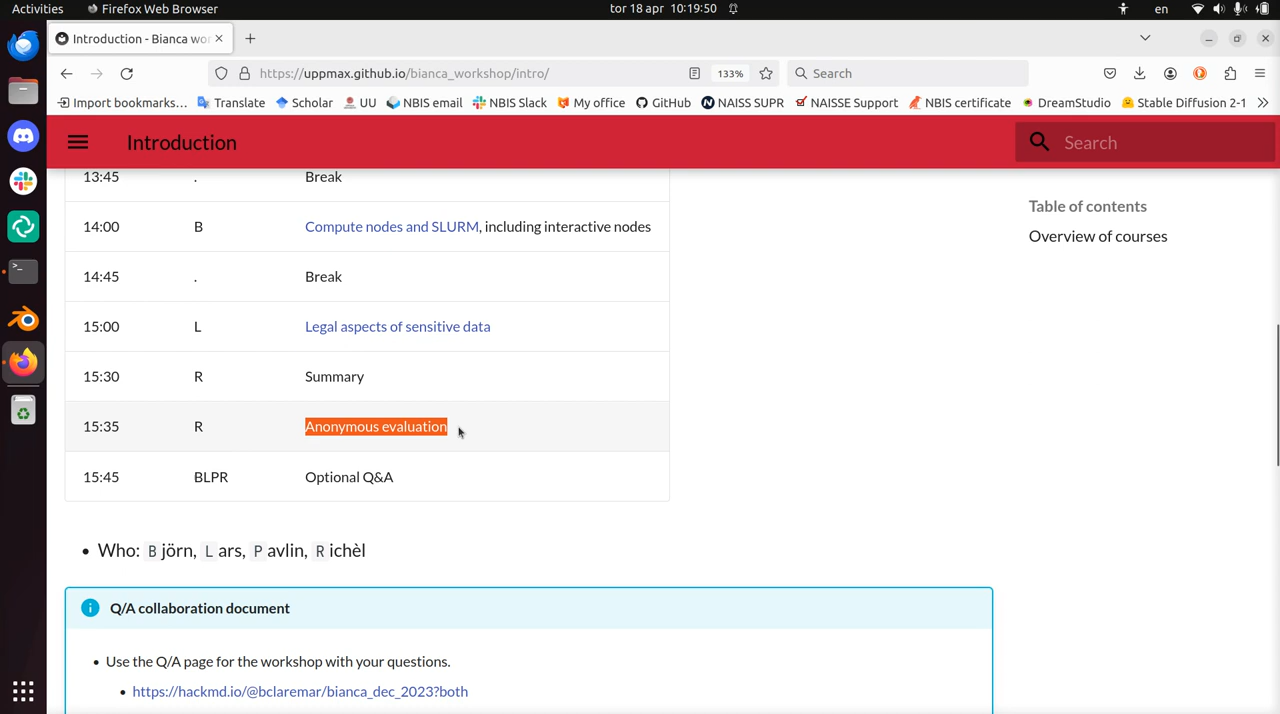 Activities Firefox Web Browser tor 18 apr 10:19:50 en
Introduction - Bianca wor
https://uppmax.github.io/bianca_workshop/intro/ 133% Search
Import bookmarks... Translate Scholar UU NBIS email NBIS Slack My office GitHub NAISS SUPR NAISSE Support NBIS certificate DreamStudio Stable Diffusion 2-1
Introduction Search
13:45 . Break
14:00 B Compute nodes and SLURM, including interactive nodes
14:45 . Break
15:00 L Legal aspects of sensitive data
15:30 R Summary
15:35 R Anonymous evaluation
15:45 BLPR Optional Q&A
Table of contents
Overview of courses
• Who: B jörn, L ars, P avlin, R ichèl
Q/A collaboration document
• Use the Q/A page for the workshop with your questions.
• https://hackmd.io/@bclaremar/bianca_dec_2023?both